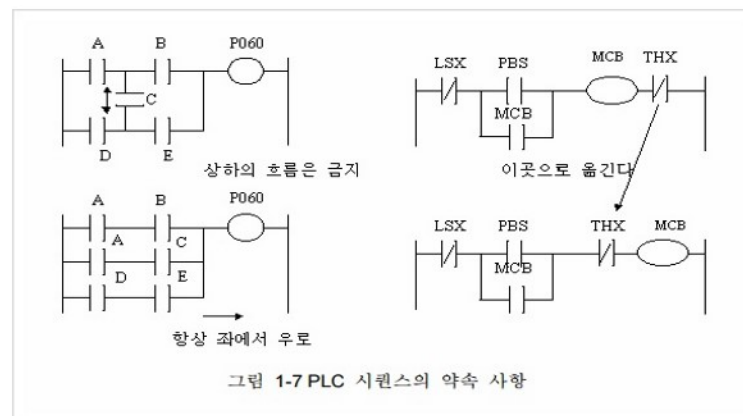 A B P060
C
D E
상하의 흐름은 금지
A B P060
A C
D E
항상 좌에서 우로
LSX PBS MCB THX
MCB
이곳으로 옮긴다
LSX PBS THX MCB
MCB
그림 1-7 PLC 시퀀스의 약속 사항